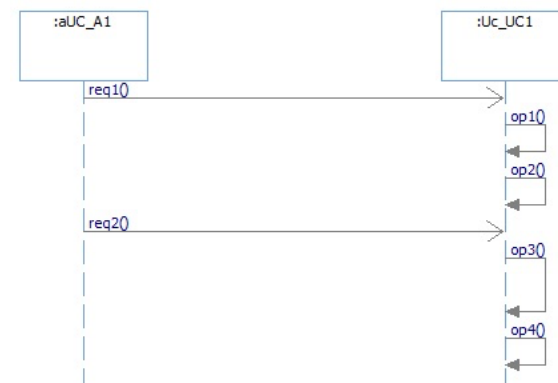 :aUC_A1
:Uc_UC1
req1()
op1()
op2()
req2()
op3()
op4()